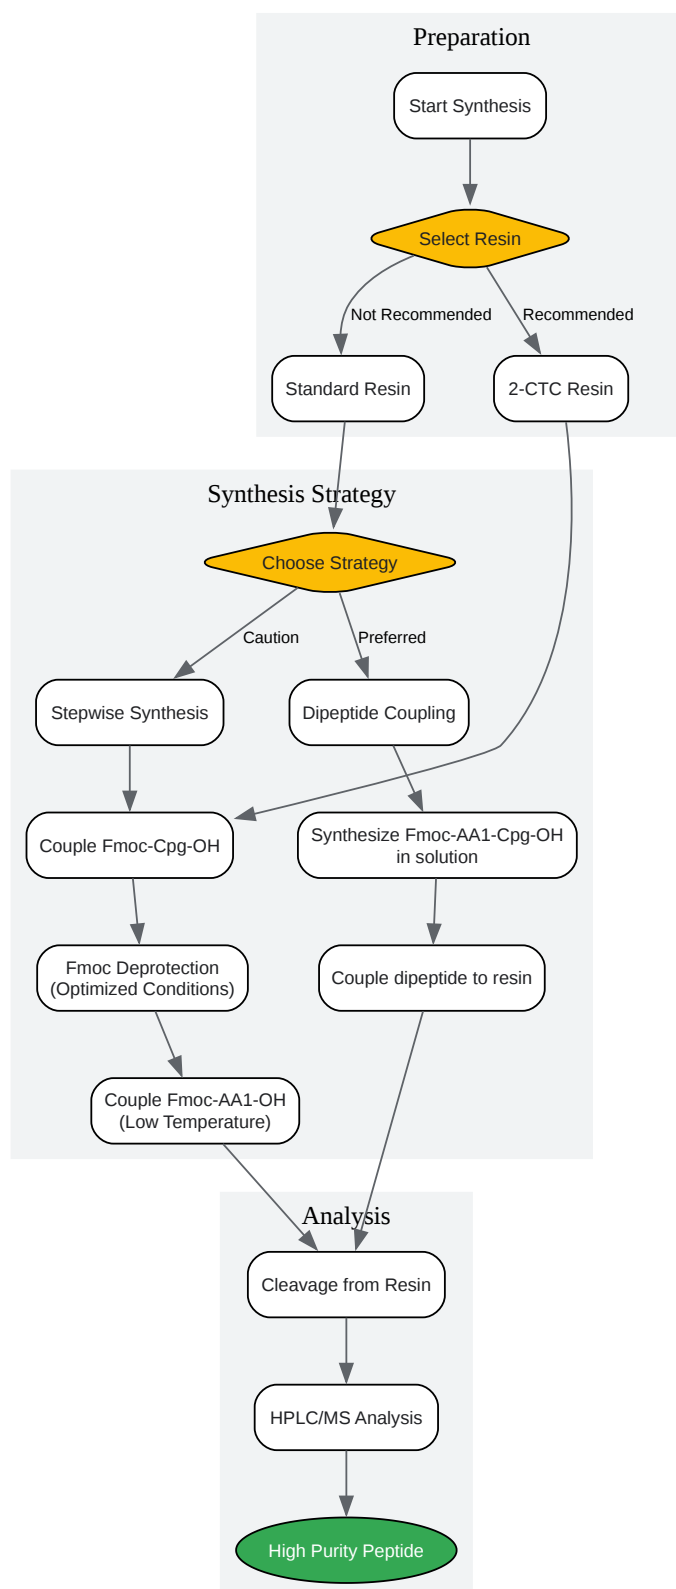 Preparation
Start Synthesis
Select Resin
Not Recommended
Recommended
Standard Resin
2-CTC Resin
Synthesis Strategy
Choose Strategy
Caution
Preferred
Stepwise Synthesis
Dipeptide Coupling
Couple Fmoc-Cpg-OH
Synthesize Fmoc-AA1-Cpg-OH
in solution
Fmoc Deprotection
(Optimized Conditions)
Couple dipeptide to resin
Couple Fmoc-AA1-OH
(Low Temperature)
Analysis
Cleavage from Resin
HPLC/MS Analysis
High Purity Peptide